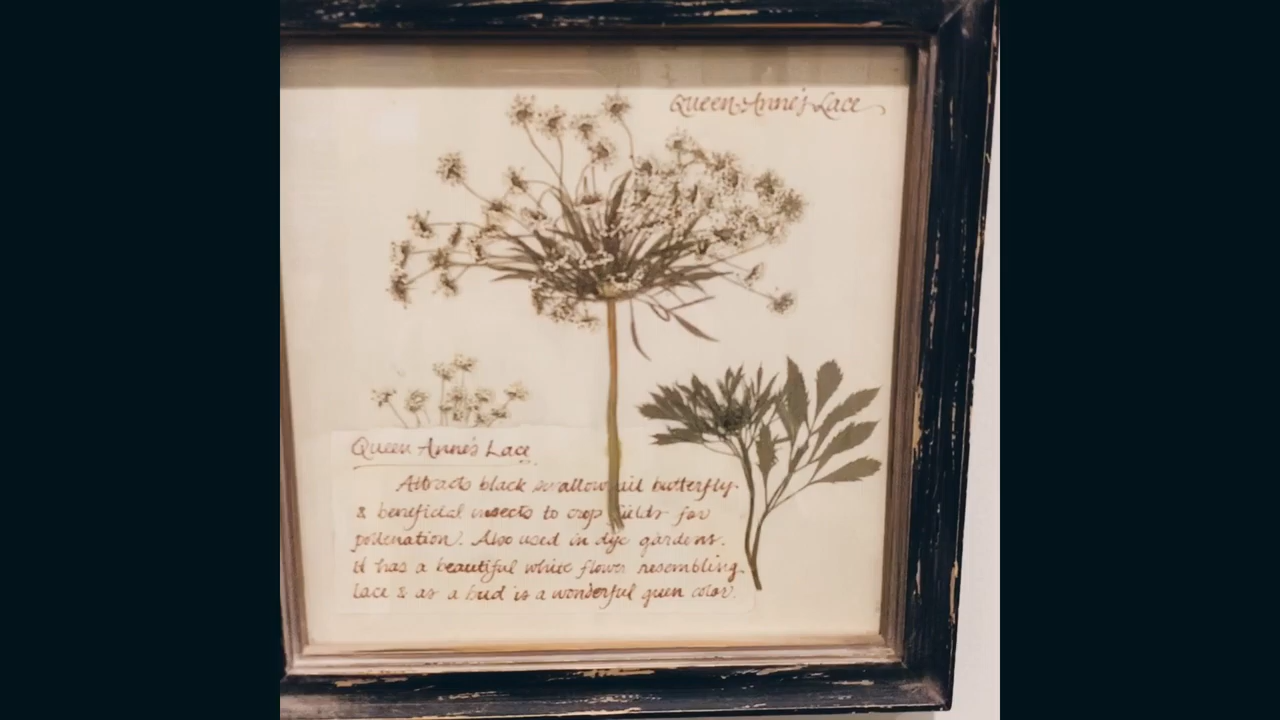 Queen Anne's Lace
Queen Anne's Lace
Attracts black swallowtail butterfly
& beneficial insects to crop fields for
pollenation. Also used in dye gardens.
It has a beautiful white flower resembling
lace & as a bud is a wonderful green color.